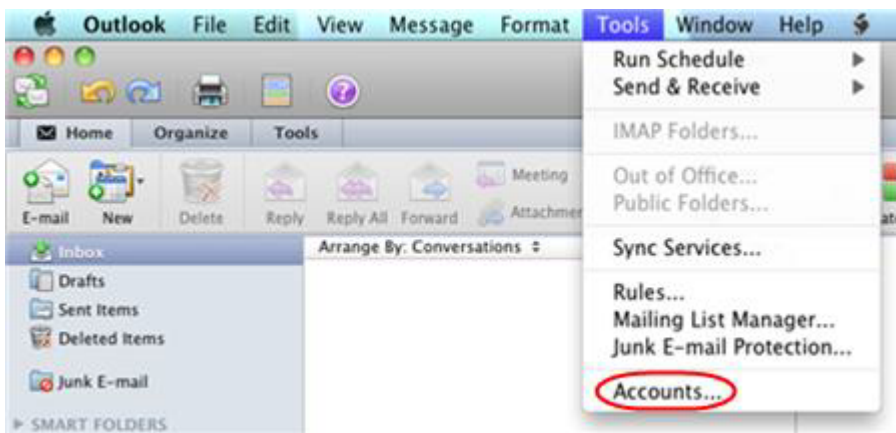 Outlook File Edit View Message Format Tools Window Help
Run Schedule
Send & Receive
IMAP Folders...
Out of Office...
Public Folders...
Sync Services...
Rules...
Mailing List Manager...
Junk E-mail Protection...
Accounts...
Home Organize Tools
Meeting
E-mail New Delete Reply Reply All Forward
Inbox
Arrange By: Conversations
Drafts
Sent Items
Deleted Items
Junk E-mail
SMART FOLDERS